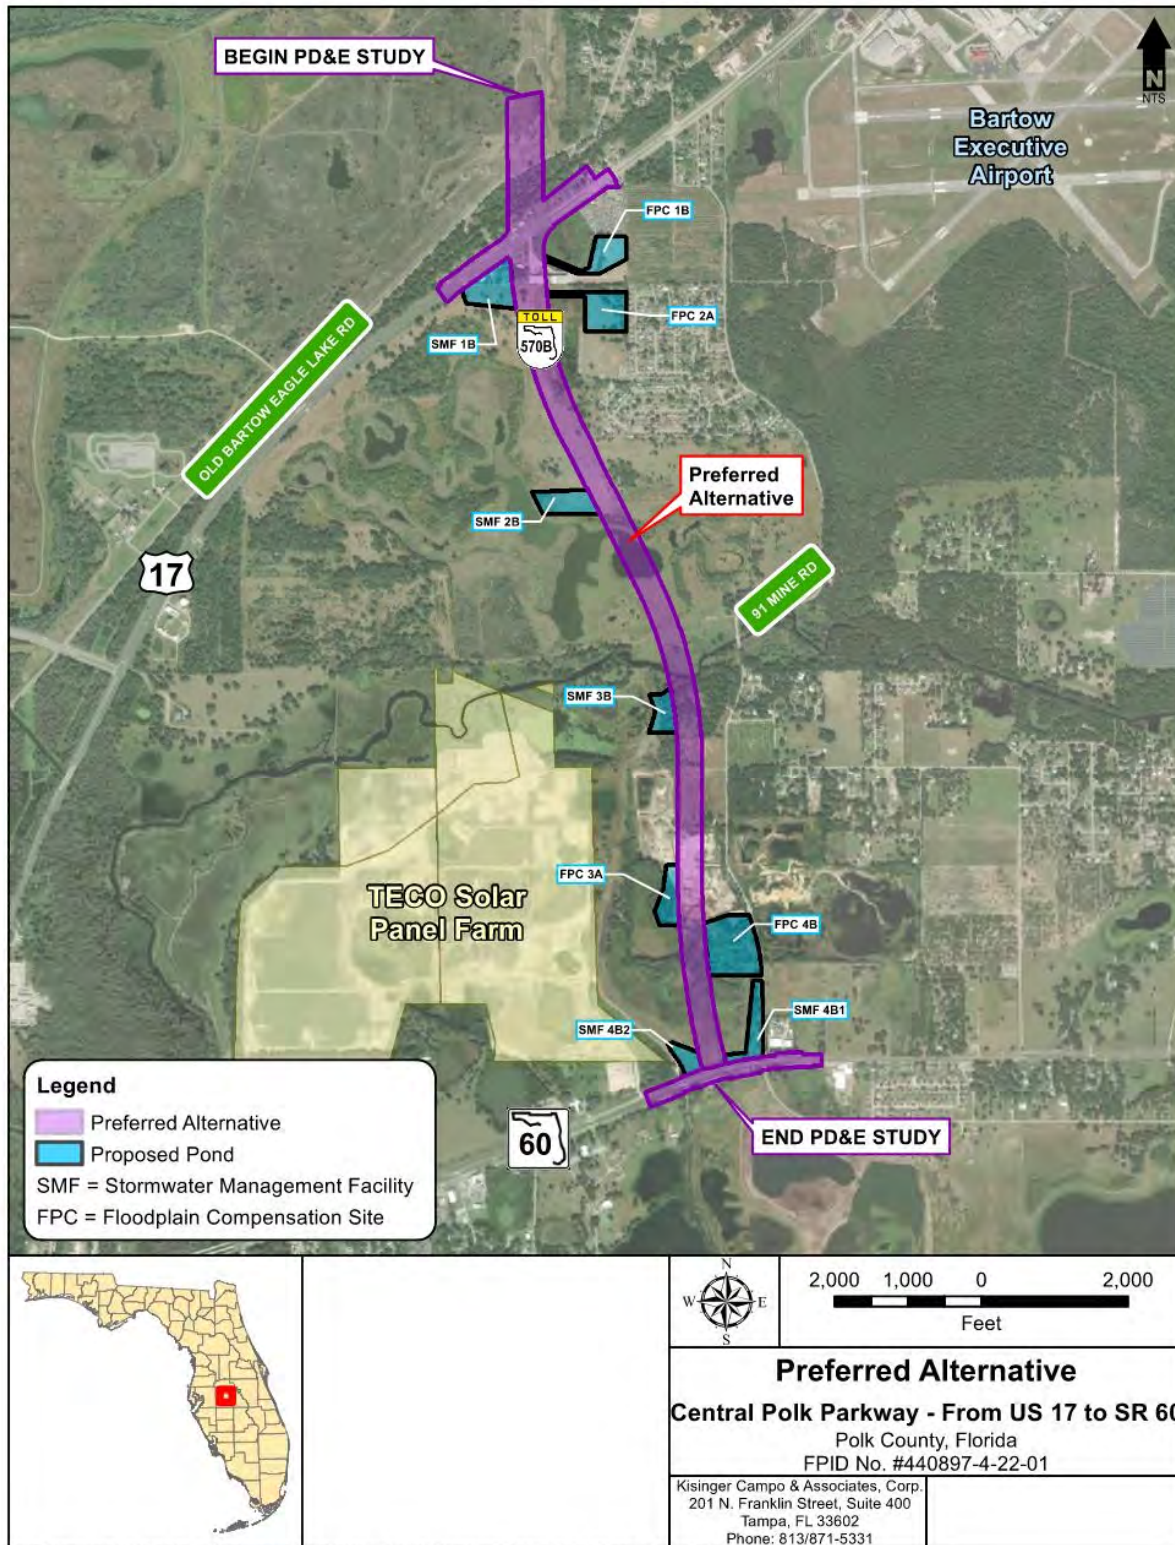 BEGIN PD&E STUDY
N
NTS
Bartow
Executive
Airport
FPC 1B
FPC 2A
SMF 1B
TOLL
570B
OLD BARTOW EAGLE LAKE RD
Preferred
Alternative
SMF 2B
17
91 MINE RD
SMF 3B
FPC 3A
TECO Solar
Panel Farm
FPC 4B
SMF 4B1
SMF 4B2
Legend
Preferred Alternative
Proposed Pond
SMF = Stormwater Management Facility
FPC = Floodplain Compensation Site
60
END PD&E STUDY
N
W E
S
2,000 1,000 0 2,000
Feet
Preferred Alternative
Central Polk Parkway - From US 17 to SR 60
Polk County, Florida
FPID No. #440897-4-22-01
Kisinger Campo & Associates, Corp.
201 N. Franklin Street, Suite 400
Tampa, FL 33602
Phone: 813/871-5331